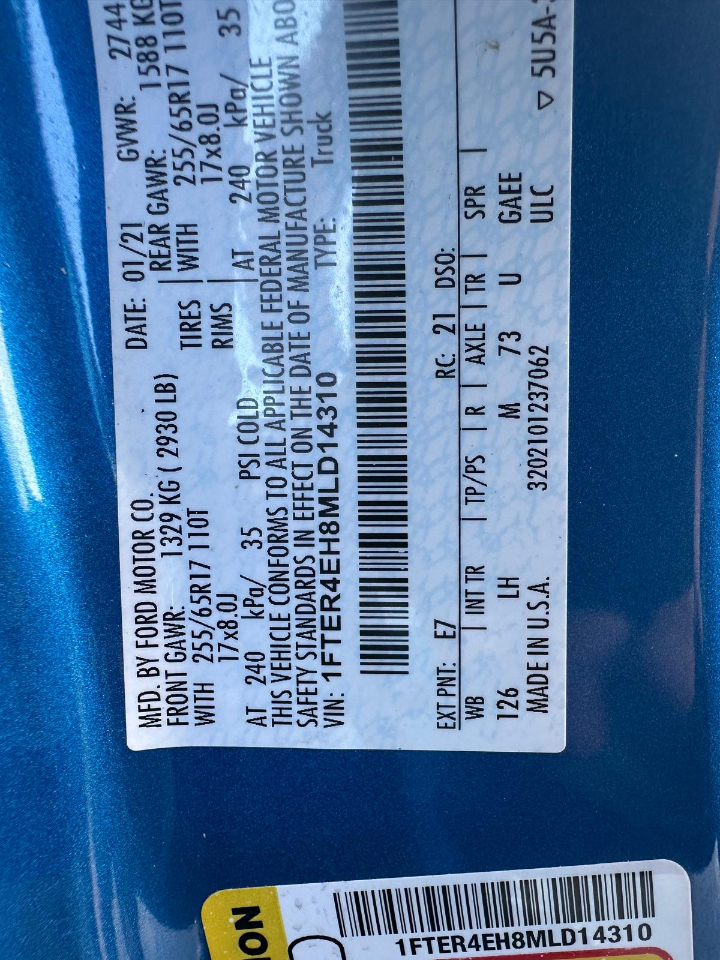 MFD. BY FORD MOTOR CO. DATE: 01/21 GVWR: 2744
FRONT GAWR: 1329 KG ( 2930 LB) REAR GAWR: 1588 KG
WITH 255/65R17 110T TIRES WITH 255/65R17 110T
17x8.0J RIMS 17x8.0J
AT 240 kPa/ 35 PSI COLD AT 240 kPa/ 35
THIS VEHICLE CONFORMS TO ALL APPLICABLE FEDERAL MOTOR VEHICLE
SAFETY STANDARDS IN EFFECT ON THE DATE OF MANUFACTURE SHOWN ABO
VIN: 1FTER4EH8MLD14310 TYPE: Truck
EXT PNT: E7 RC: 21 DSO:
WB INT TR TP/PS R AXLE TR SPR
126 LH M 73 U GAEE
MADE IN U.S.A. 3202101237062 ULC
▽ 5U5A-
ION
1FTER4EH8MLD14310